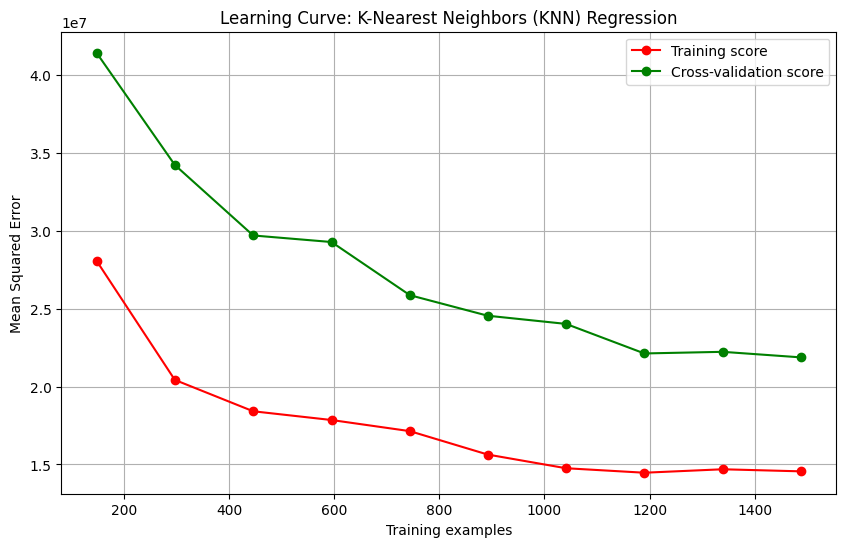 Learning Curve: K-Nearest Neighbors (KNN) Regression
1e7
Training score
Cross-validation score
4.0
3.5
3.0
2.5
2.0
1.5
Mean Squared Error
200 400 600 800 1000 1200 1400
Training examples